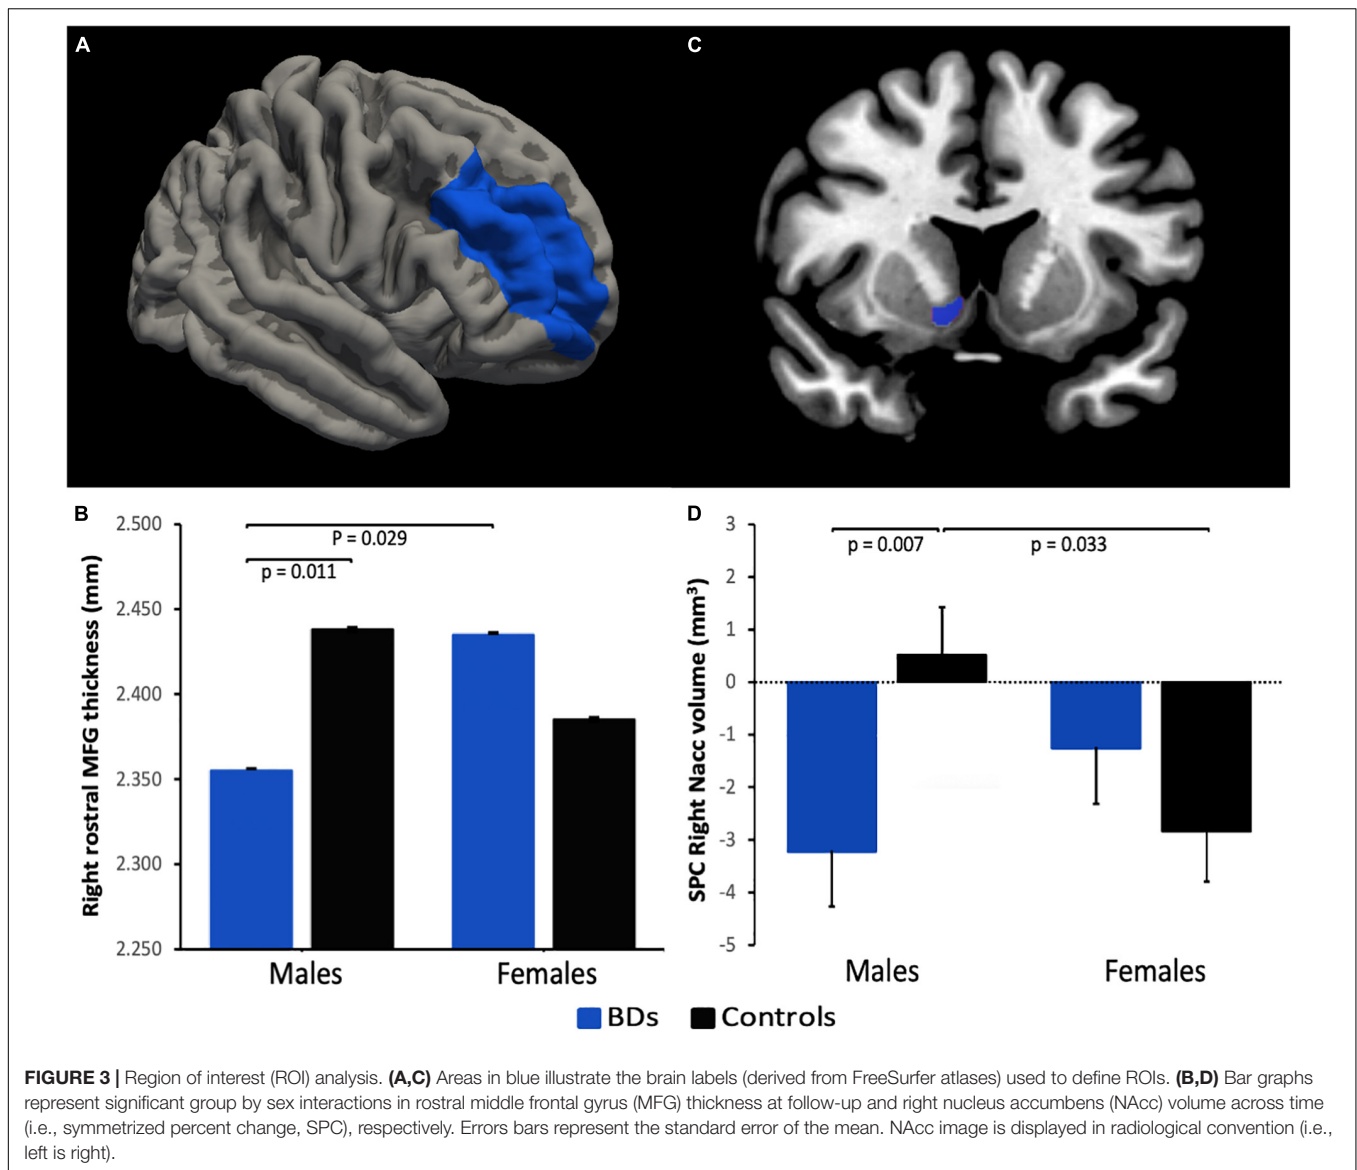 A
C
B
2.500
2.450
2.400
2.350
2.300
2.250
Right rostral MFG thickness (mm)
P = 0.029
p = 0.011
Males
Females
D
3
2
1
0
-1
-2
-3
-4
-5
SPC Right Nacc volume (mm³)
p = 0.007
p = 0.033
Males
Females
BDs
Controls
FIGURE 3 | Region of interest (ROI) analysis. (A,C) Areas in blue illustrate the brain labels (derived from FreeSurfer atlases) used to define ROIs. (B,D) Bar graphs
represent significant group by sex interactions in rostral middle frontal gyrus (MFG) thickness at follow-up and right nucleus accumbens (NAcc) volume across time
(i.e., symmetrized percent change, SPC), respectively. Errors bars represent the standard error of the mean. NAcc image is displayed in radiological convention (i.e.,
left is right).